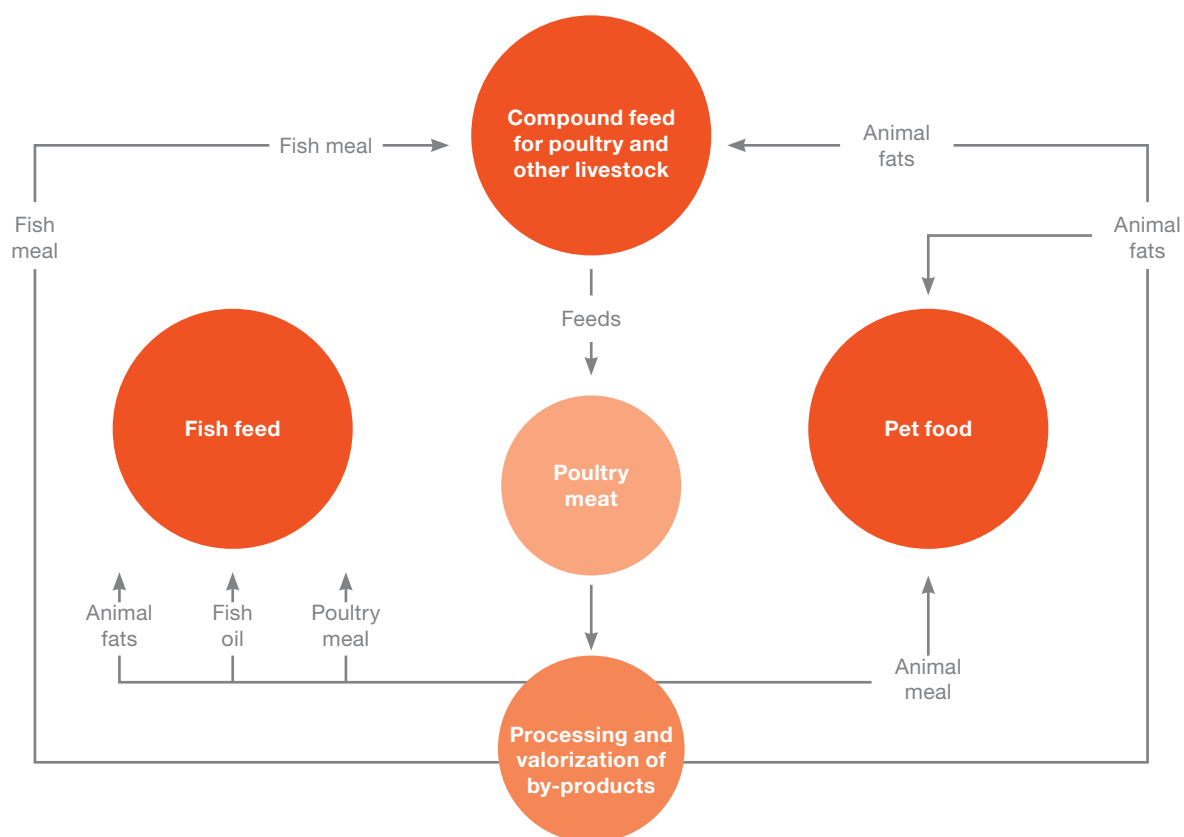 Compound feed
for poultry and
other livestock
Fish meal
Animal
fats
Fish
meal
Animal
fats
Feeds
Fish feed
Poultry
meat
Pet food
Animal
fats
Fish
oil
Poultry
meal
Animal
meal
Processing and
valorization of
by-products